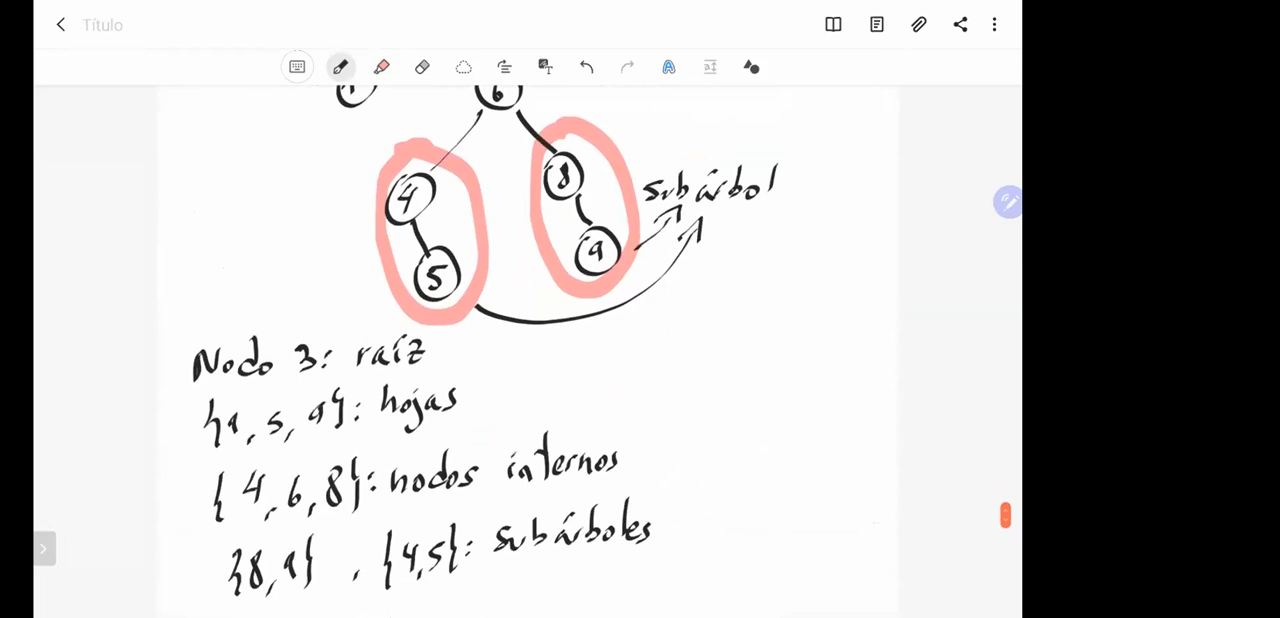 Título
6
4
8
subárbol
9
5
Nodo 3: raíz
{1, 5, 9}: hojas
{4, 6, 8}: nodos internos
{8, 9} , {4,5}: subárboles